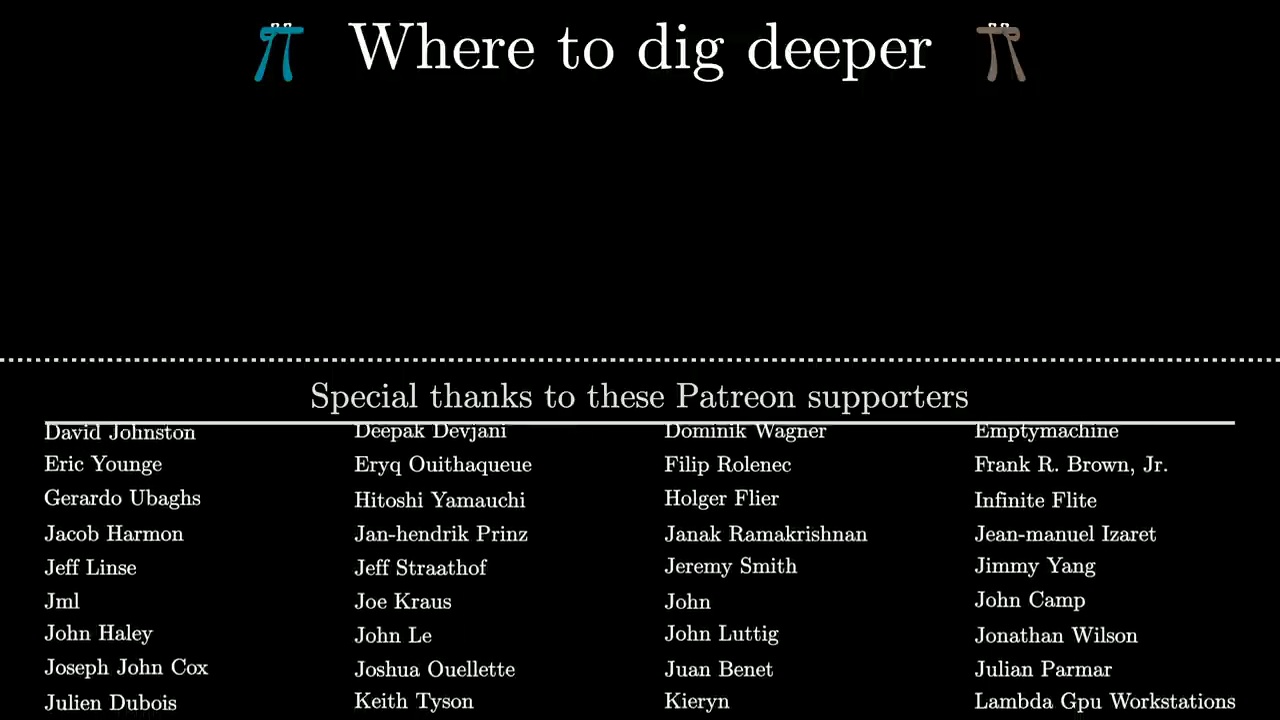 Where to dig deeper
Special thanks to these Patreon supporters
David Johnston Deepak Devjani Dominik Wagner Emptymachine
Eric Younge Eryq Ouithaqueue Filip Rolenec Frank R. Brown, Jr.
Gerardo Ubaghs Hitoshi Yamauchi Holger Flier Infinite Flite
Jacob Harmon Jan-hendrik Prinz Janak Ramakrishnan Jean-manuel Izaret
Jeff Linse Jeff Straathof Jeremy Smith Jimmy Yang
Jml Joe Kraus John John Camp
John Haley John Le John Luttig Jonathan Wilson
Joseph John Cox Joshua Ouellette Juan Benet Julian Parmar
Julien Dubois Keith Tyson Kieryn Lambda Gpu Workstations